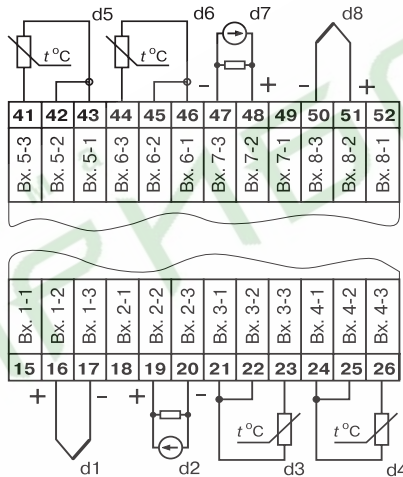 d5 d6 d7 d8
t°C t°C
- + - +
41 42 43 44 45 46 47 48 49 50 51 52
Вх. 5-3 Вх. 5-2 Вх. 5-1 Вх. 6-3 Вх. 6-2 Вх. 6-1 Вх. 7-3 Вх. 7-2 Вх. 7-1 Вх. 8-3 Вх. 8-2 Вх. 8-1
Вх. 1-1 Вх. 1-2 Вх. 1-3 Вх. 2-1 Вх. 2-2 Вх. 2-3 Вх. 3-1 Вх. 3-2 Вх. 3-3 Вх. 4-1 Вх. 4-2 Вх. 4-3
15 16 17 18 19 20 21 22 23 24 25 26
+ - + -
t°C t°C
d1 d2 d3 d4